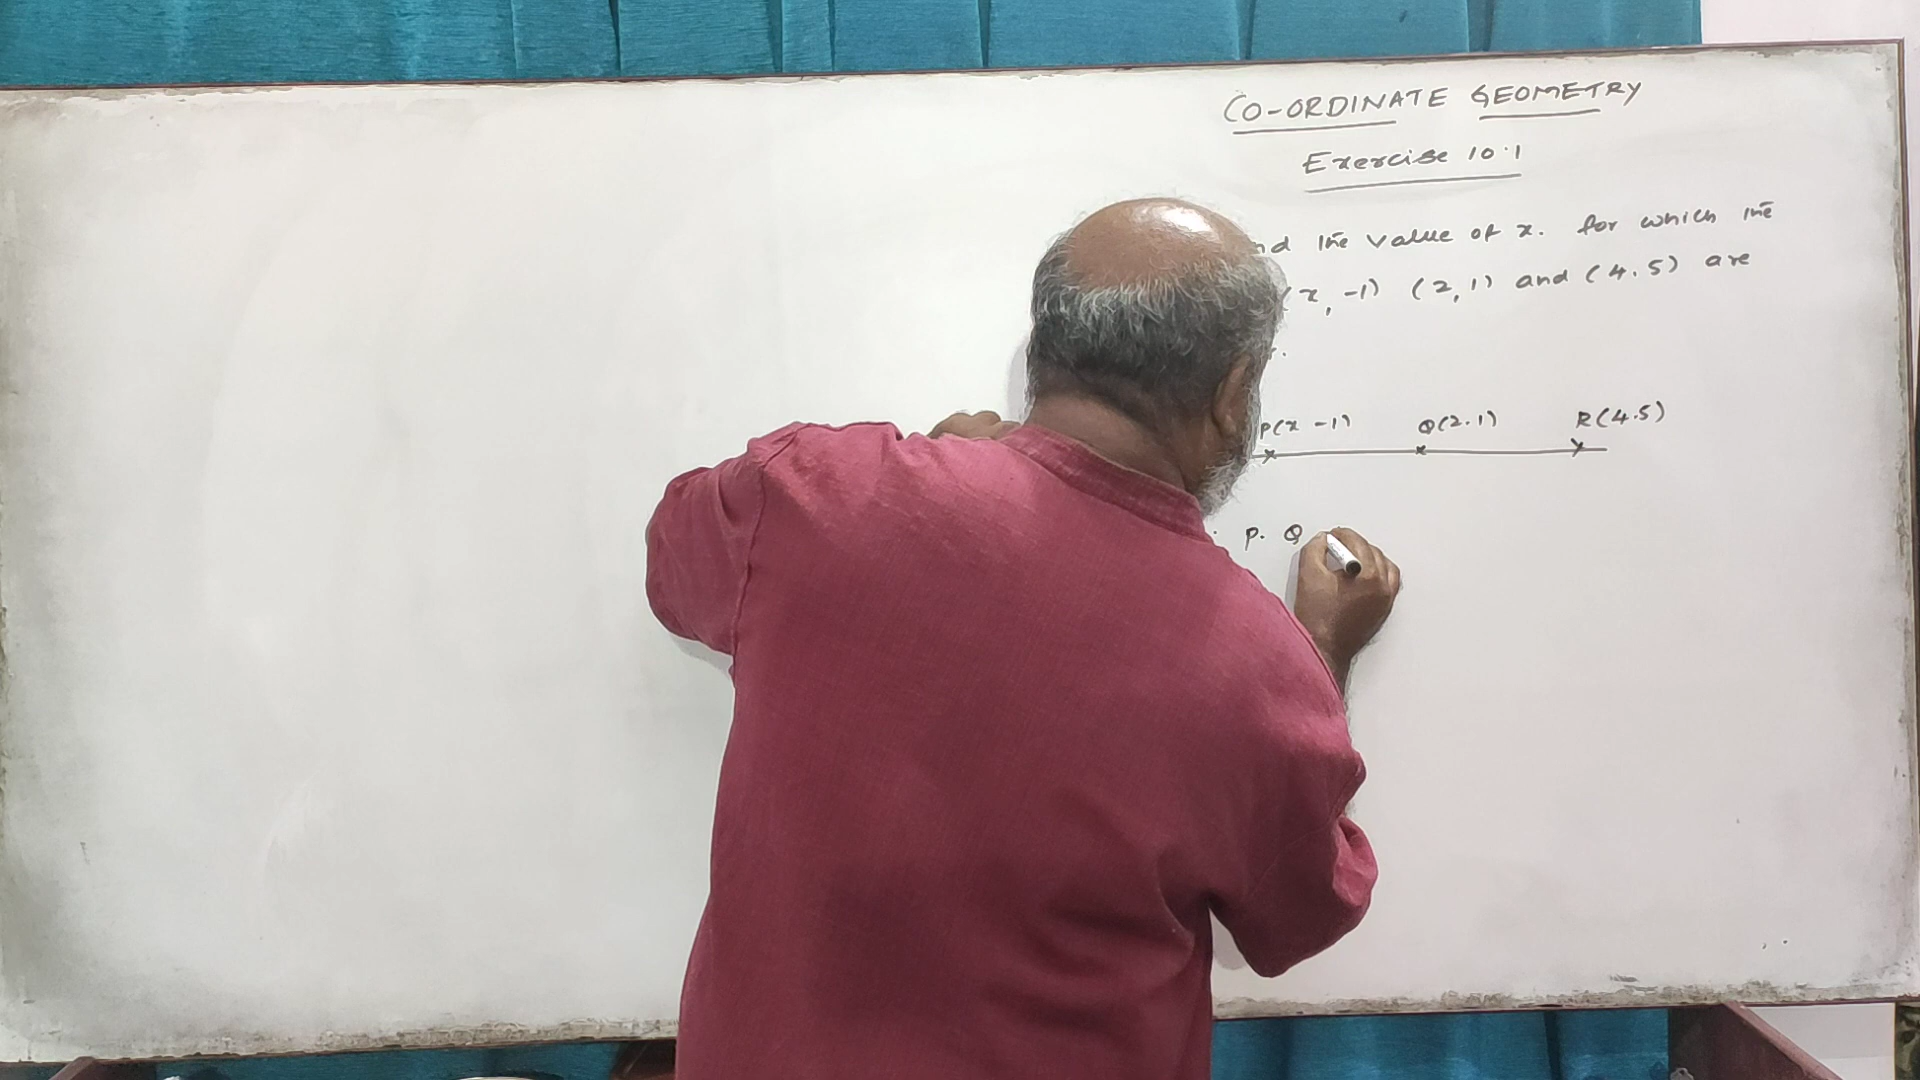 CO-ORDINATE GEOMETRY
Exercise 10.1
the value of x. for which the
(x, -1) (2,1) and (4.5) are
P(x -1) Q(2.1) R(4.5)
P. Q